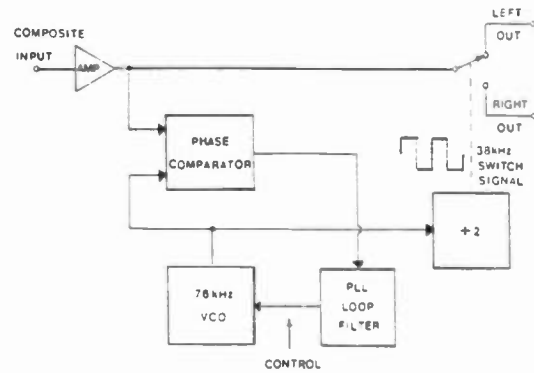 COMPOSITE
INPUT
AMP
LEFT
OUT
RIGHT
OUT
PHASE
COMPARATOR
38kHz
SWITCH
SIGNAL
÷2
76kHz
VCO
PLL
LOOP
FILTER
CONTROL